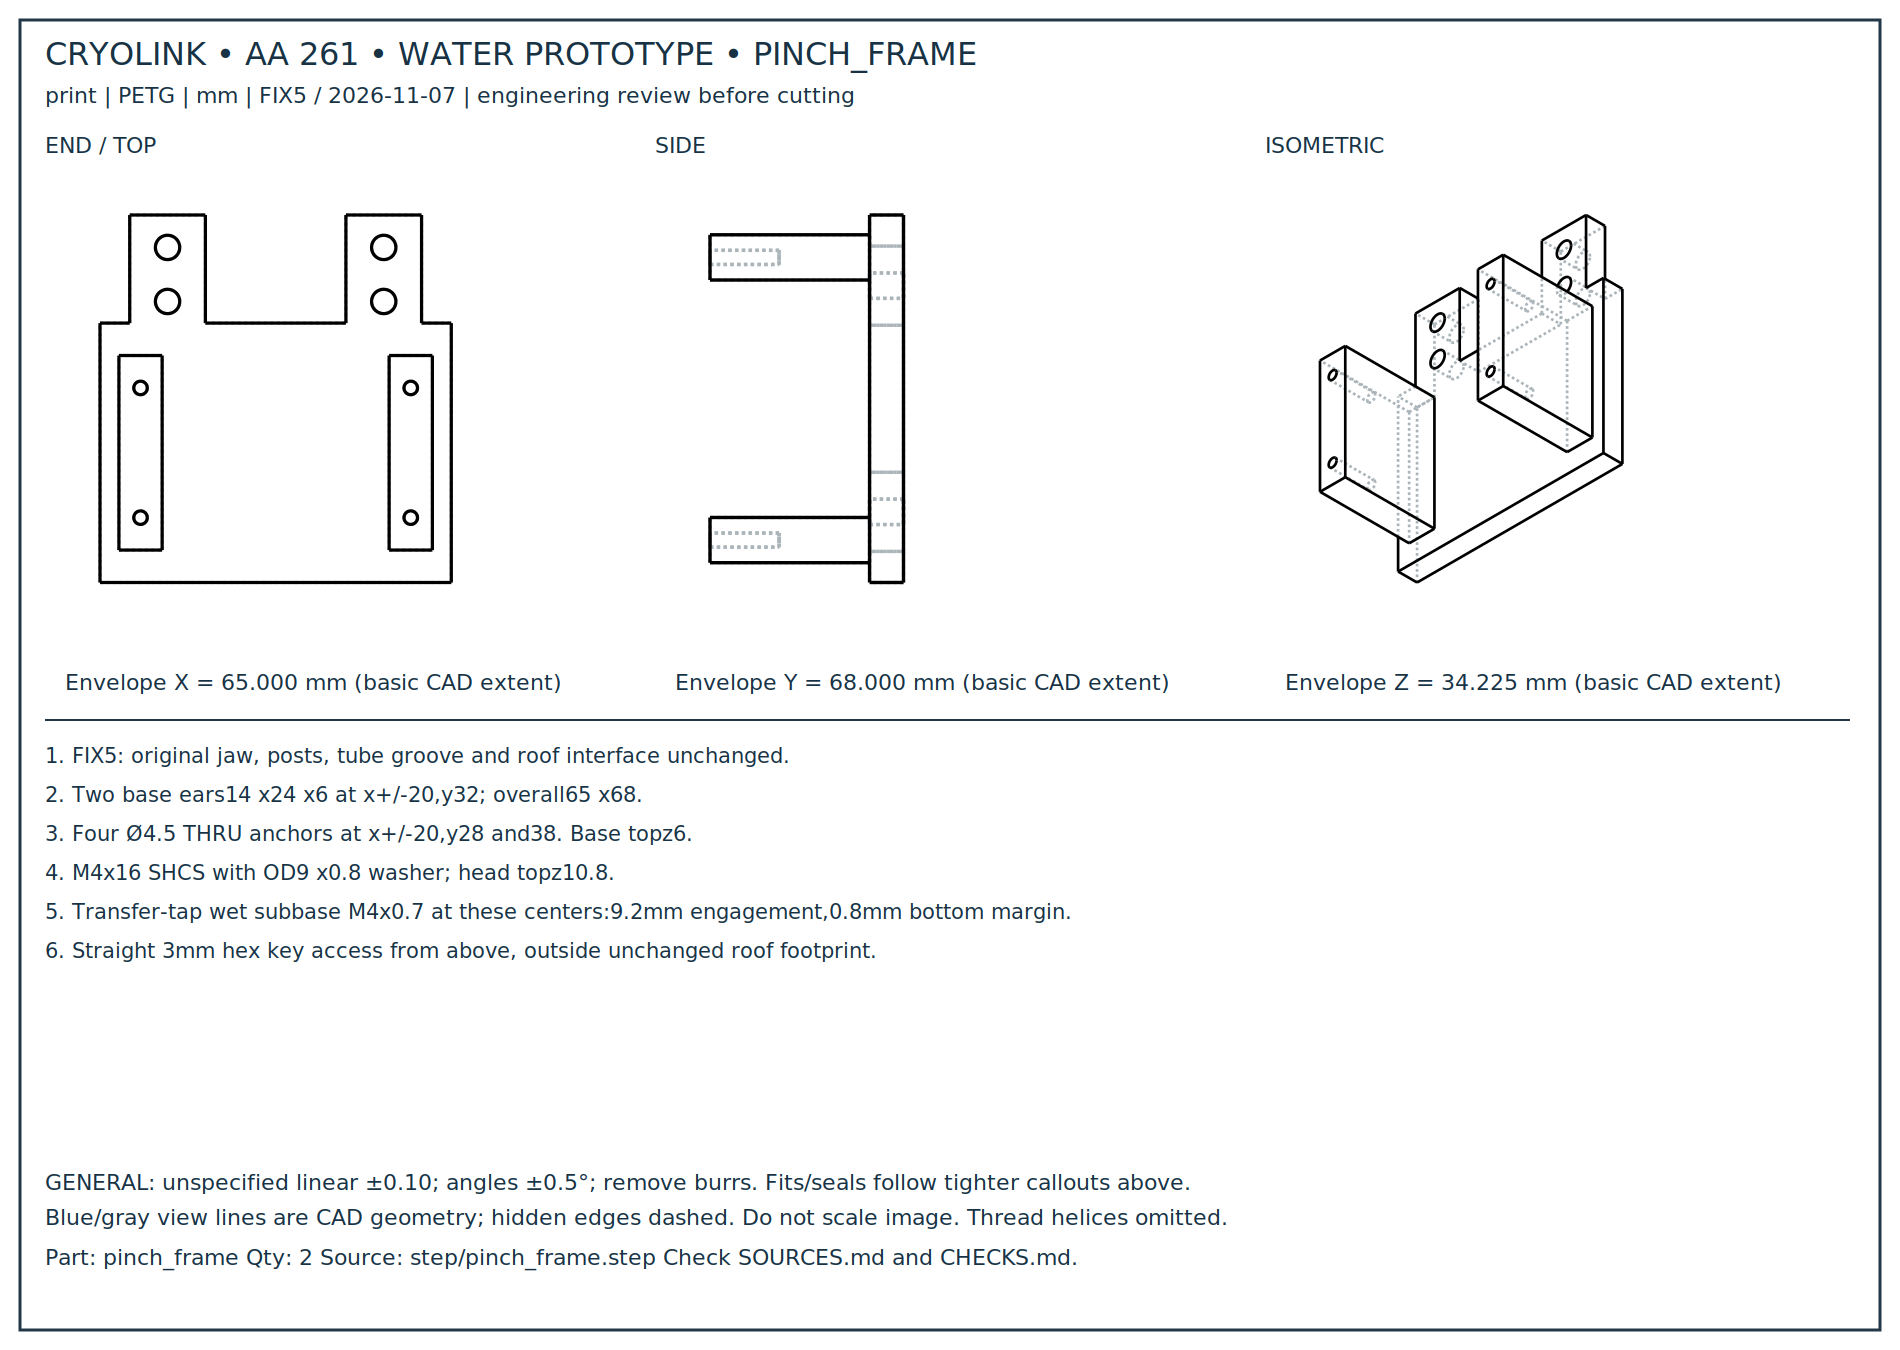 CRYOLINK • AA 261 • WATER PROTOTYPE • PINCH_FRAME
print | PETG | mm | FIX5 / 2026-11-07 | engineering review before cutting
END / TOP
SIDE
ISOMETRIC
Envelope X = 65.000 mm (basic CAD extent)
Envelope Y = 68.000 mm (basic CAD extent)
Envelope Z = 34.225 mm (basic CAD extent)
1. FIX5: original jaw, posts, tube groove and roof interface unchanged.
2. Two base ears14 x24 x6 at x+/-20,y32; overall65 x68.
3. Four Ø4.5 THRU anchors at x+/-20,y28 and38. Base topz6.
4. M4x16 SHCS with OD9 x0.8 washer; head topz10.8.
5. Transfer-tap wet subbase M4x0.7 at these centers:9.2mm engagement,0.8mm bottom margin.
6. Straight 3mm hex key access from above, outside unchanged roof footprint.
GENERAL: unspecified linear ±0.10; angles ±0.5°; remove burrs. Fits/seals follow tighter callouts above.
Blue/gray view lines are CAD geometry; hidden edges dashed. Do not scale image. Thread helices omitted.
Part: pinch_frame Qty: 2 Source: step/pinch_frame.step Check SOURCES.md and CHECKS.md.